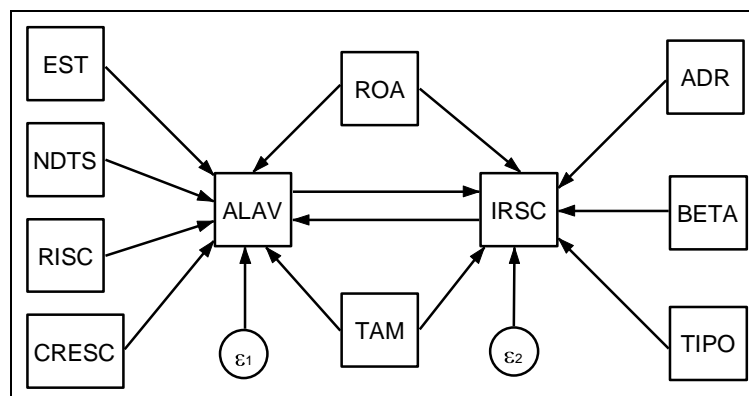 EST
ROA
ADR
NDTS
ALAV
IRSC
BETA
RISC
CRESC
ε1
TAM
ε2
TIPO